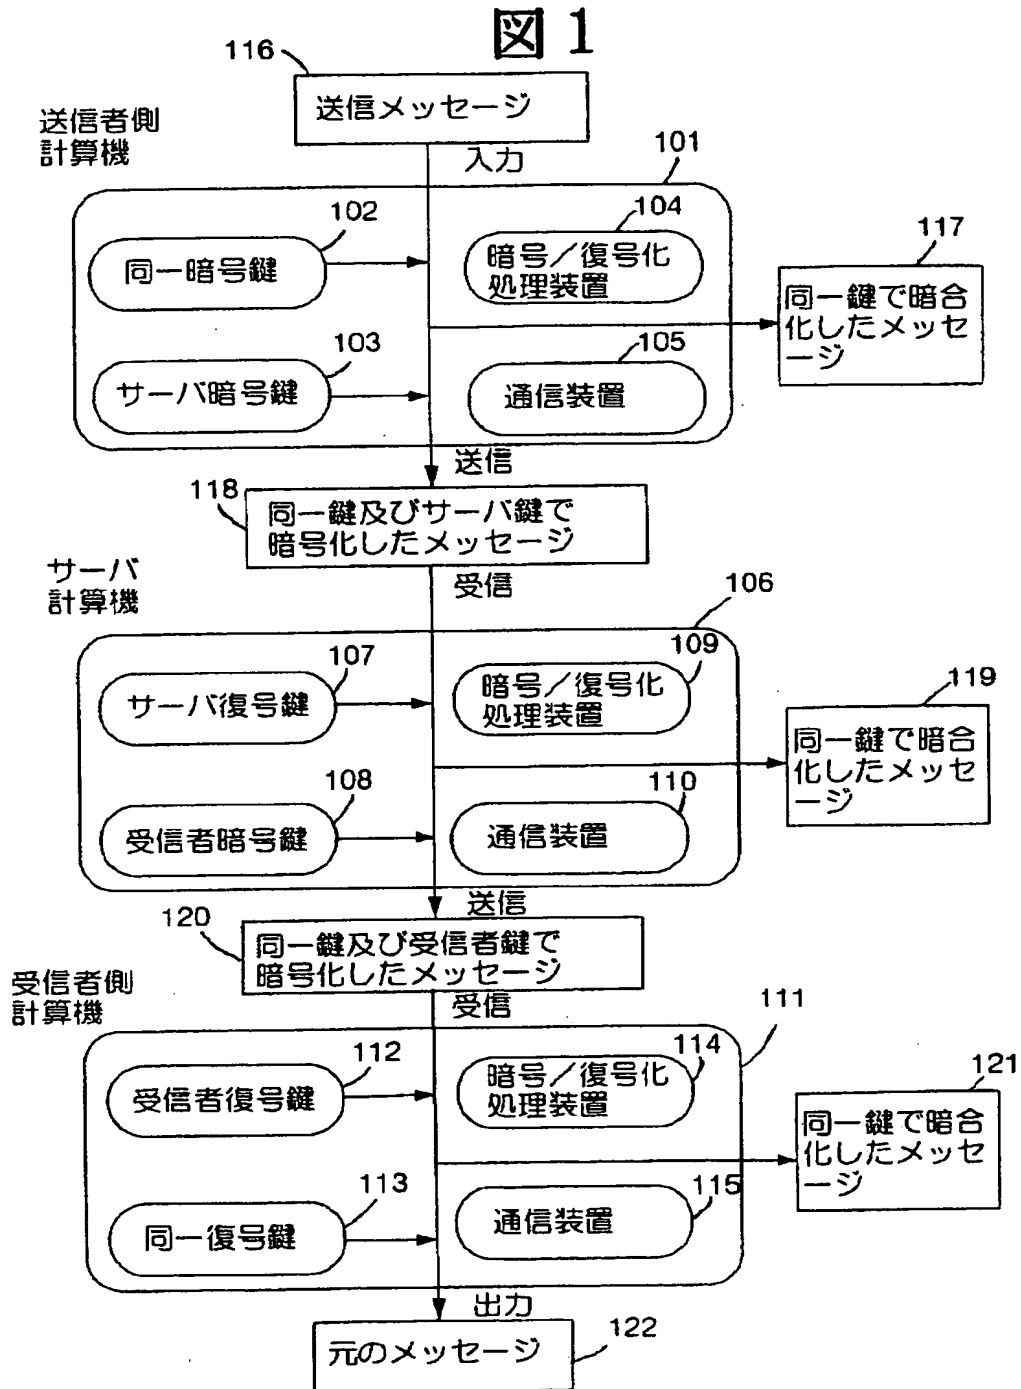 図1
116
送信メッセージ
送信者側
計算機
入力
101
102
104
同一暗号鍵
暗号／復号化
処理装置
117
同一鍵で暗合
化したメッセ
ージ
103
105
サーバ暗号鍵
通信装置
送信
118
同一鍵及びサーバ鍵で
暗号化したメッセージ
サーバ
計算機
受信
106
107
109
サーバ復号鍵
暗号／復号化
処理装置
119
同一鍵で暗合
化したメッセ
ージ
108
110
受信者暗号鍵
通信装置
送信
120
同一鍵及び受信者鍵で
暗号化したメッセージ
受信者側
計算機
受信
111
112
114
受信者復号鍵
暗号／復号化
処理装置
121
同一鍵で暗合
化したメッセ
ージ
113
115
同一復号鍵
通信装置
出力
元のメッセージ
122